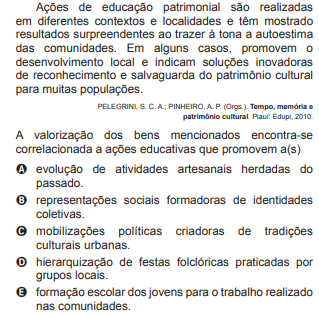 Ações de educação patrimonial são realizadas
em diferentes contextos e localidades e têm mostrado
resultados surpreendentes ao trazer à tona a autoestima
das comunidades. Em alguns casos, promovem o
desenvolvimento local e indicam soluções inovadoras
de reconhecimento e salvaguarda do patrimônio cultural
para muitas populações.
PELEGRINI, S. C. A.; PINHEIRO, A. P. (Orgs.). Tempo, memória e
patrimônio cultural. Piauí: Edupi, 2010.
A valorização dos bens mencionados encontra-se
correlacionada a ações educativas que promovem a(s)
A evolução de atividades artesanais herdadas do
passado.
B representações sociais formadoras de identidades
coletivas.
C mobilizações políticas criadoras de tradições
culturais urbanas.
D hierarquização de festas folclóricas praticadas por
grupos locais.
E formação escolar dos jovens para o trabalho realizado
nas comunidades.